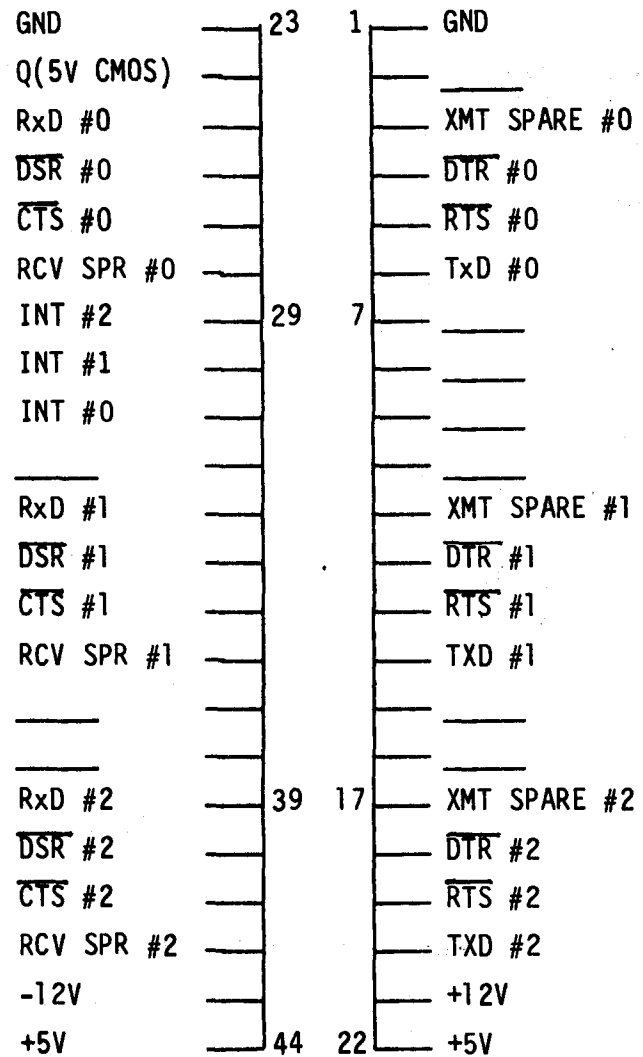 GND 23 1 GND
Q(5V CMOS)
RxD #0 XMT SPARE #0
DSR #0 DTR #0
CTS #0 RTS #0
RCV SPR #0 TxD #0
INT #2 29 7
INT #1
INT #0
RxD #1 XMT SPARE #1
DSR #1 DTR #1
CTS #1 RTS #1
RCV SPR #1 TXD #1
RxD #2 39 17 XMT SPARE #2
DSR #2 DTR #2
CTS #2 RTS #2
RCV SPR #2 TXD #2
-12V +12V
+5V 44 22 +5V